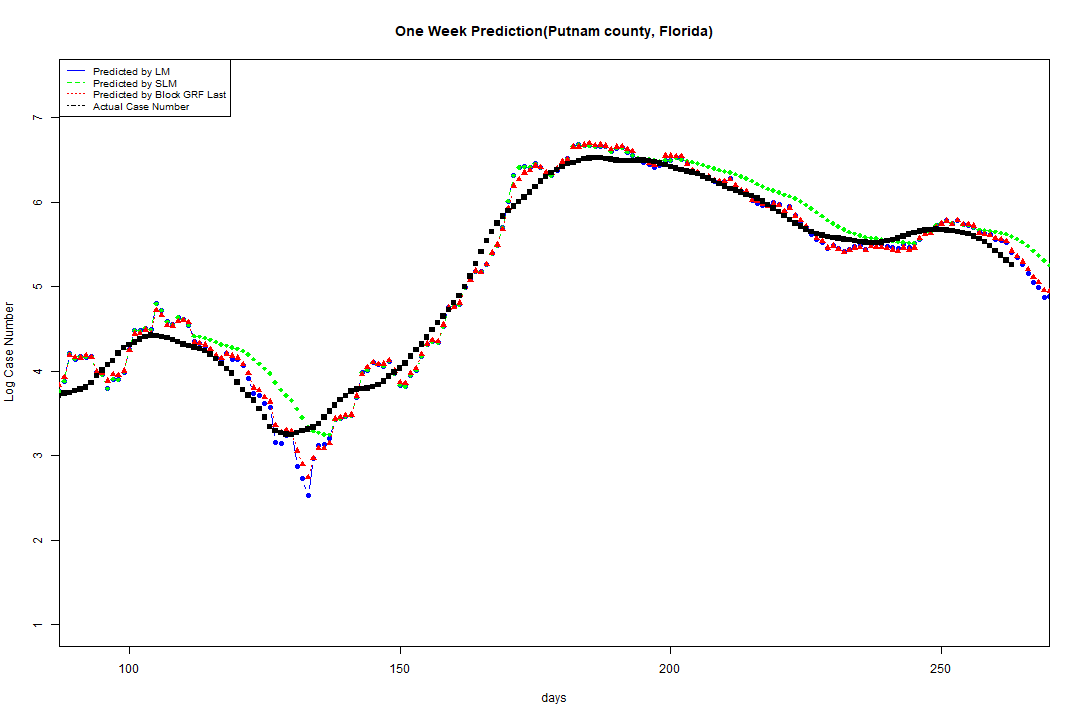 One Week Prediction(Putnam county, Florida)
Predicted by LM
Predicted by SLM
Predicted by Block GRF Last
Actual Case Number
7
6
5
4
3
2
1
Log Case Number
100 150 200 250
days